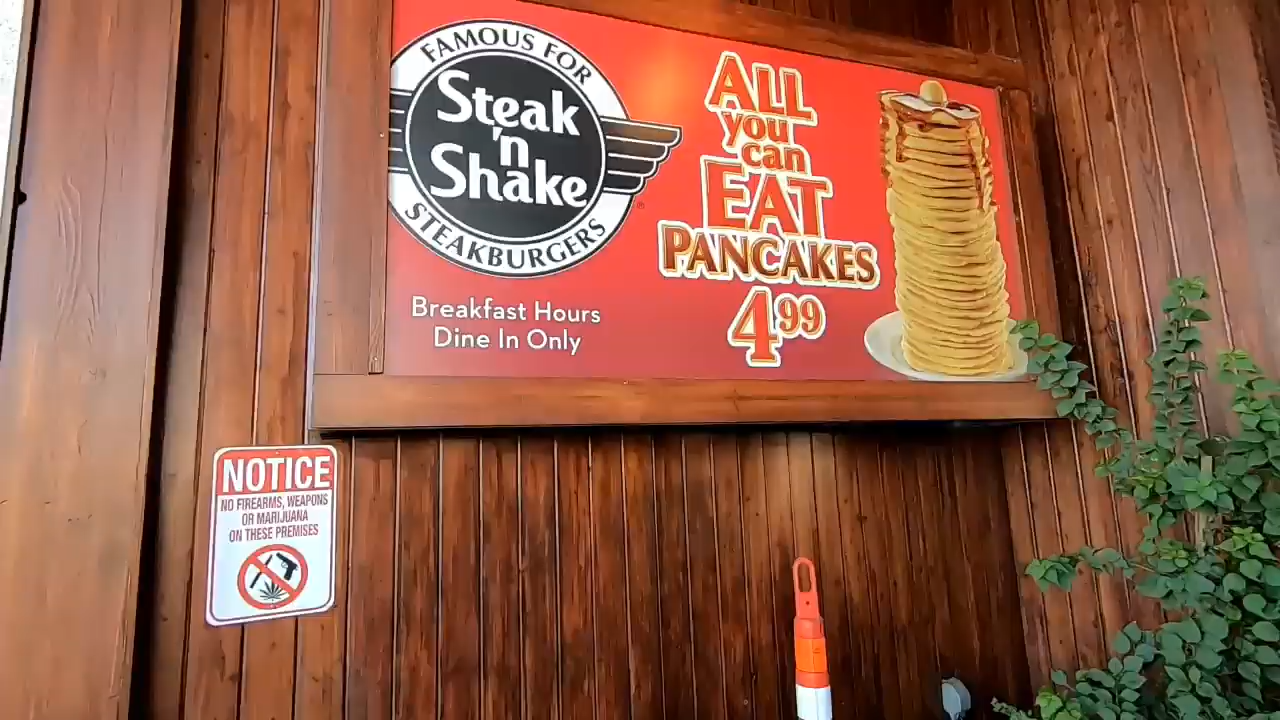 FAMOUS FOR
Steak
'n
Shake
STEAKBURGERS
Breakfast Hours
Dine In Only
ALL
you
can
EAT
PANCAKES
4.99
NOTICE
NO FIREARMS, WEAPONS
OR MARIJUANA
ON THESE PREMISES